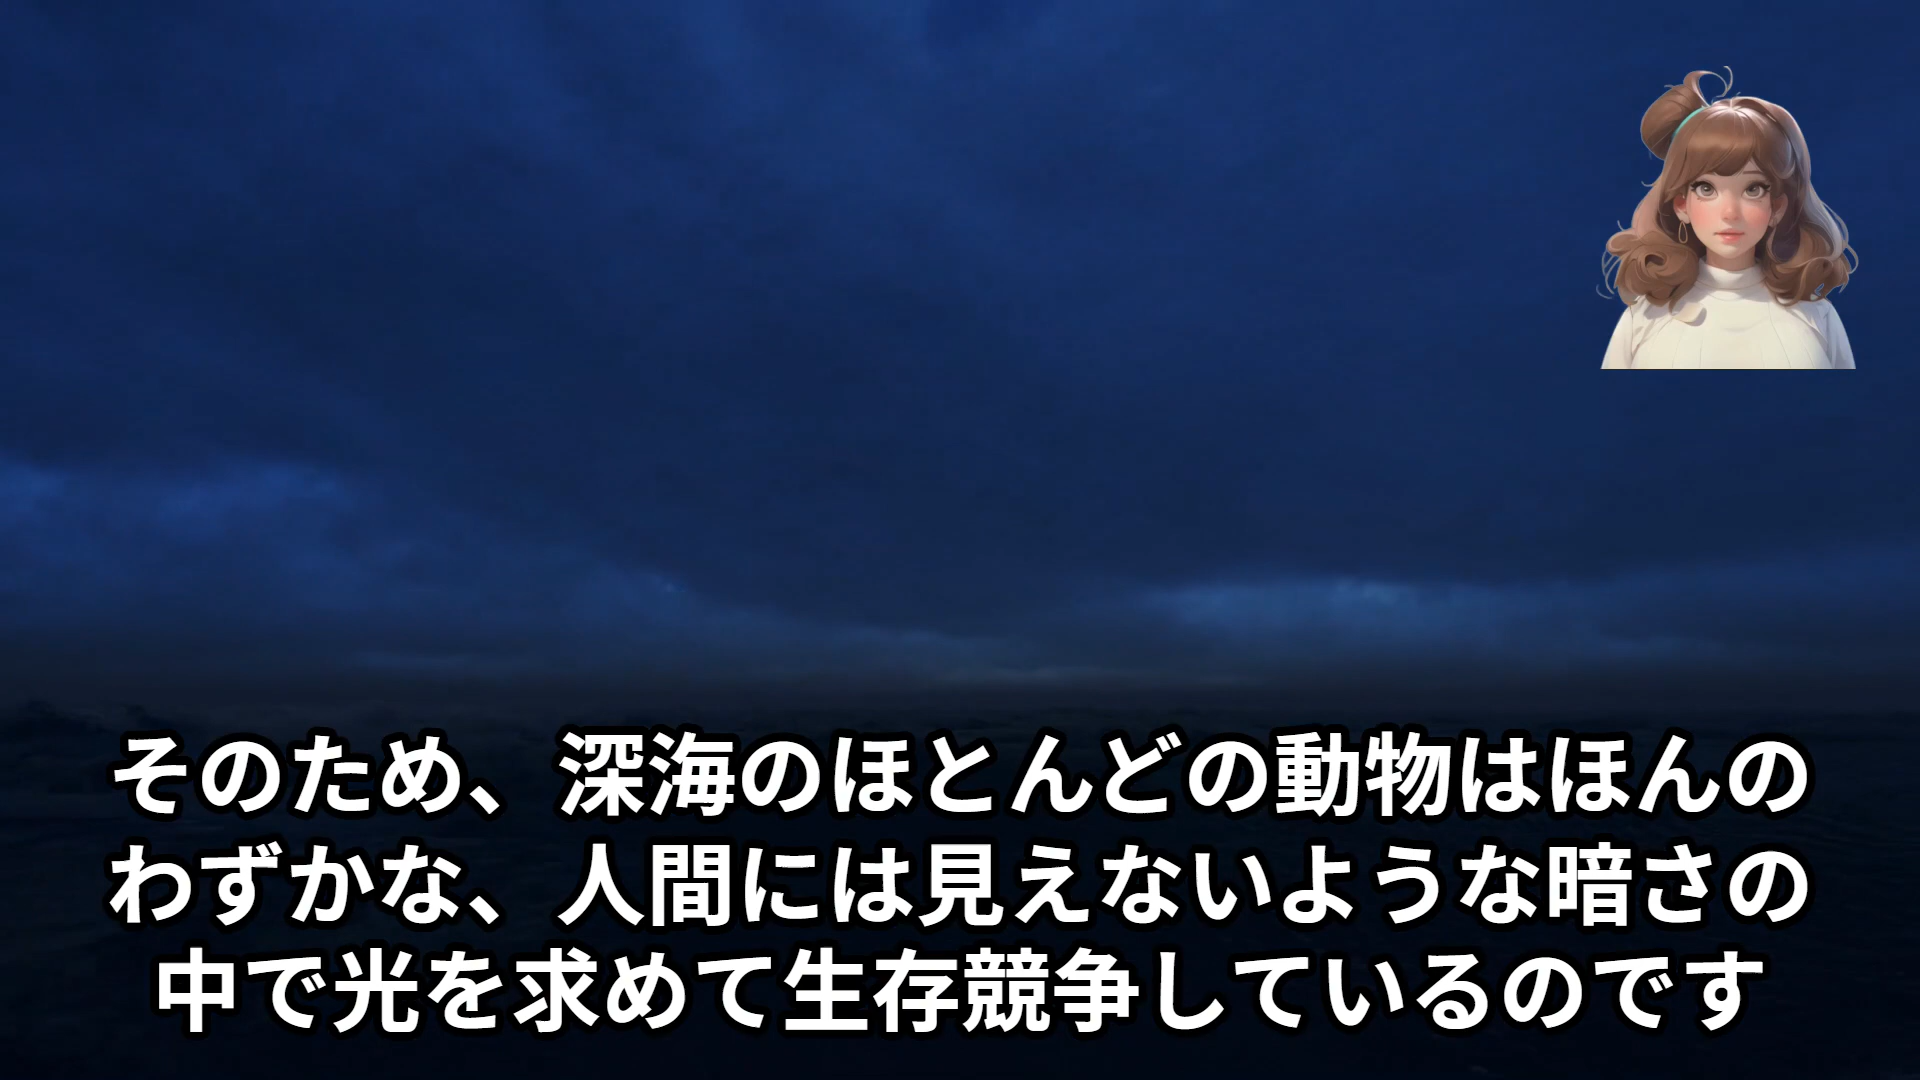 そのため、深海のほとんどの動物はほんの
わずかな、人間には見えないような暗さの
中で光を求めて生存競争しているのです